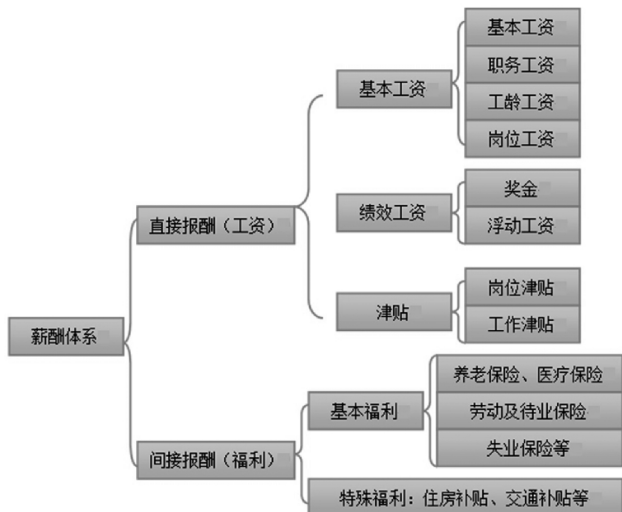 薪酬体系
直接报酬（工资）
基本工资
基本工资
职务工资
工龄工资
岗位工资
绩效工资
奖金
浮动工资
津贴
岗位津贴
工作津贴
间接报酬（福利）
基本福利
养老保险、医疗保险
劳动及待业保险
失业保险等
特殊福利：住房补贴、交通补贴等